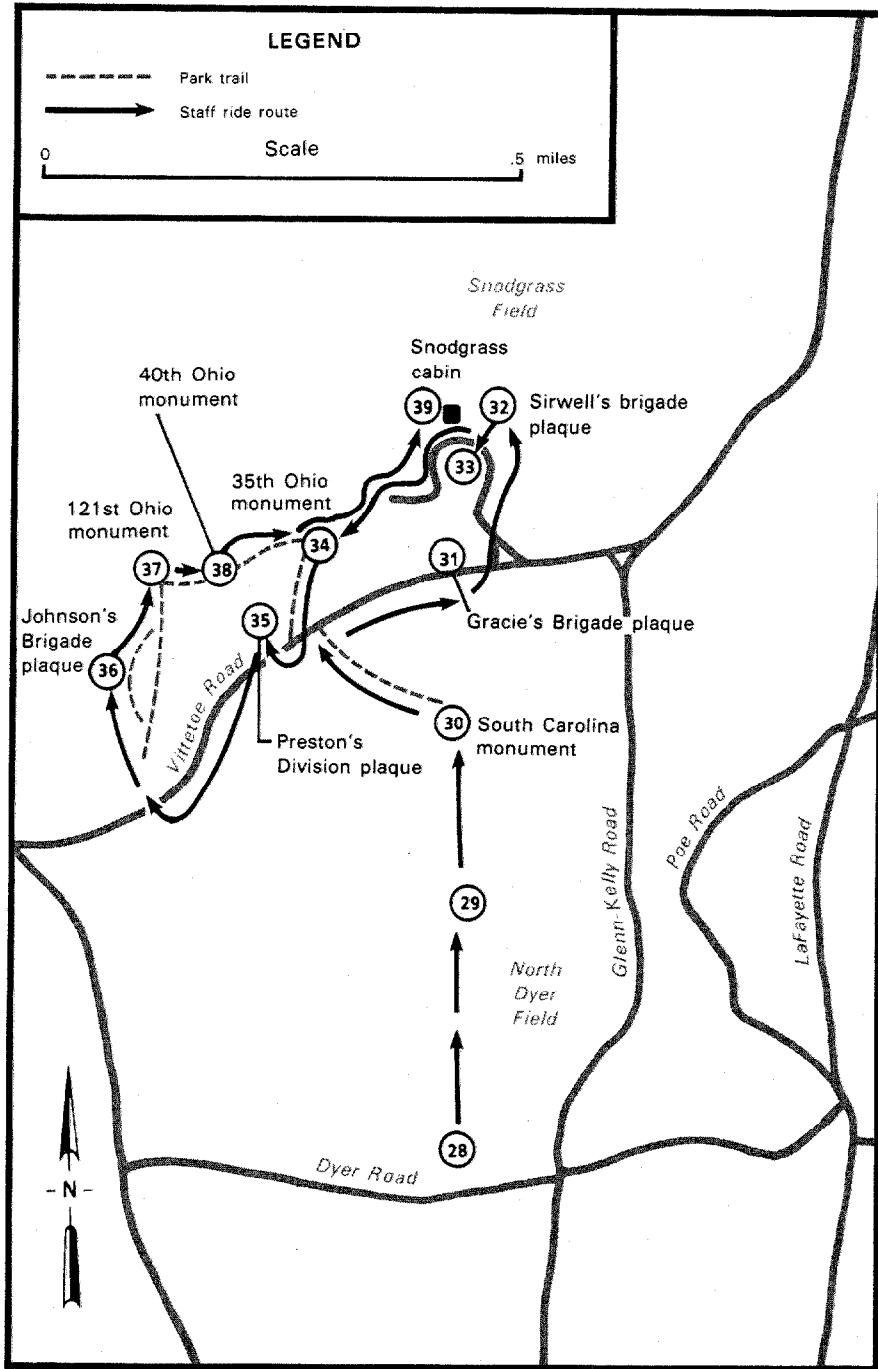 LEGEND
Park trail
Staff ride route
Scale
0 .5 miles
Snodgrass
Field
Snodgrass
cabin
40th Ohio
monument
39
32
Sirwell's brigade
plaque
33
35th Ohio
monument
121st Ohio
monument
34
37
38
31
Johnson's
Brigade
plaque
35
Gracie's Brigade plaque
36
Vittetoe Road
30
South Carolina
monument
Preston's
Division plaque
Poe Road
Glenn-Kelly Road
LaFayette Road
29
North
Dyer
Field
28
Dyer Road
- N -